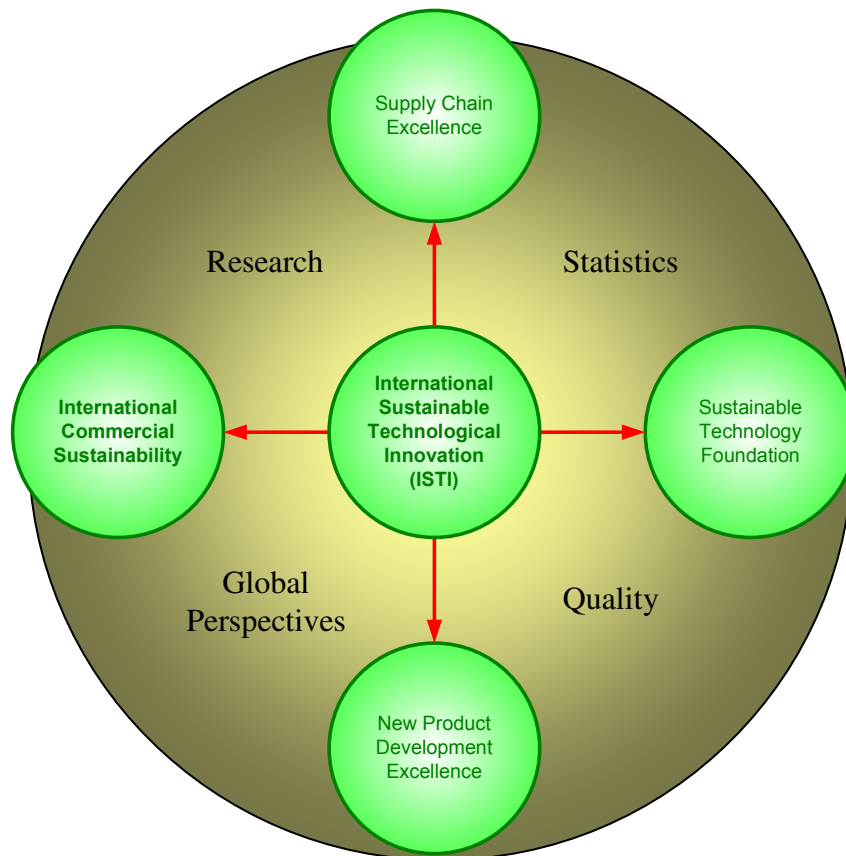 Supply Chain
Excellence
Research
Statistics
International
Commercial
Sustainability
International
Sustainable
Technological
Innovation
(ISTI)
Sustainable
Technology
Foundation
Global
Perspectives
Quality
New Product
Development
Excellence